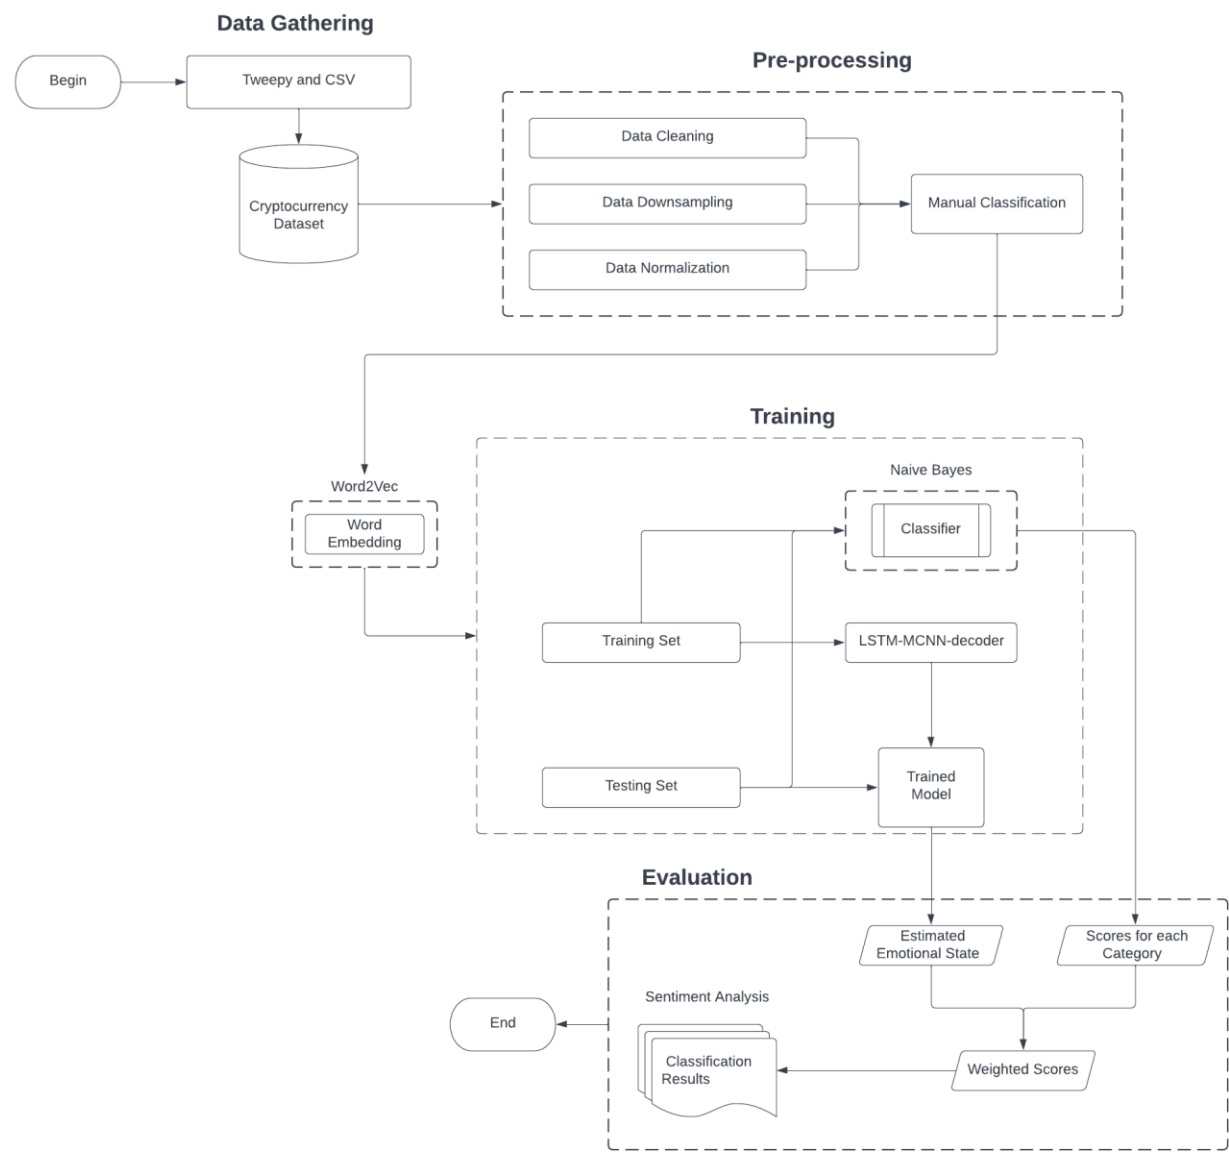 Data Gathering
Begin
Tweepy and CSV
Cryptocurrency
Dataset
Pre-processing
Data Cleaning
Data Downsampling
Data Normalization
Manual Classification
Word2Vec
Word
Embedding
Training
Naive Bayes
Classifier
Training Set
LSTM-MCNN-decoder
Testing Set
Trained
Model
Evaluation
Estimated
Emotional State
Scores for each
Category
Weighted Scores
Sentiment Analysis
Classification
Results
End